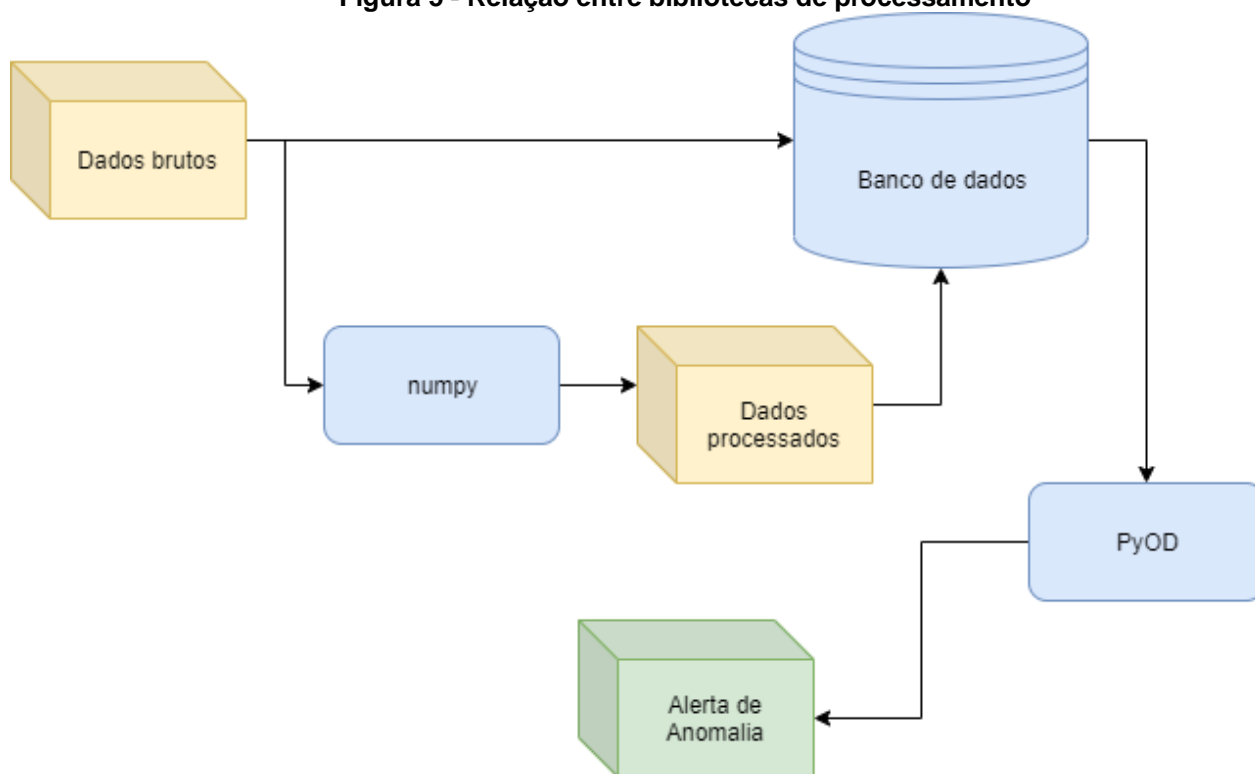 Figura 5 - Relação entre bibliotecas de processamento
Dados brutos
Banco de dados
numpy
Dados
processados
PyOD
Alerta de
Anomalia